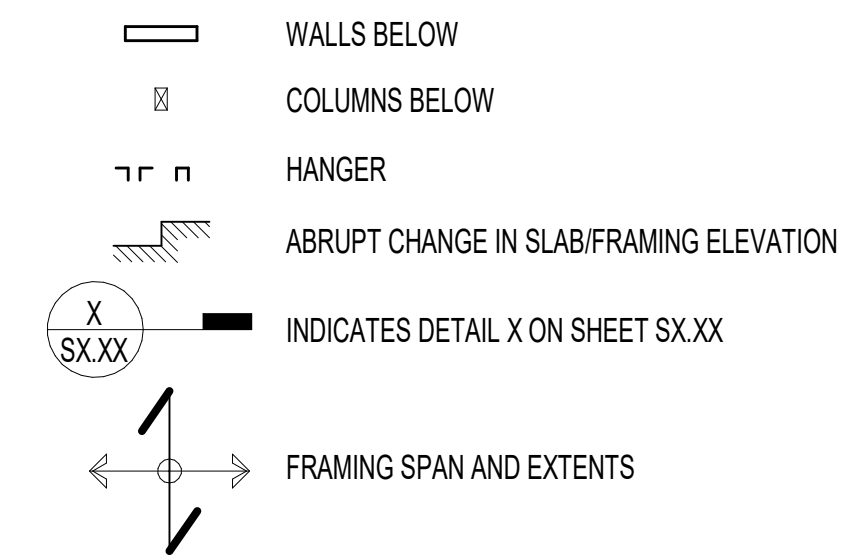 WALLS BELOW
COLUMNS BELOW
HANGER
ABRUPT CHANGE IN SLAB/FRAMING ELEVATION
X
SX.XX
INDICATES DETAIL X ON SHEET SX.XX
FRAMING SPAN AND EXTENTS